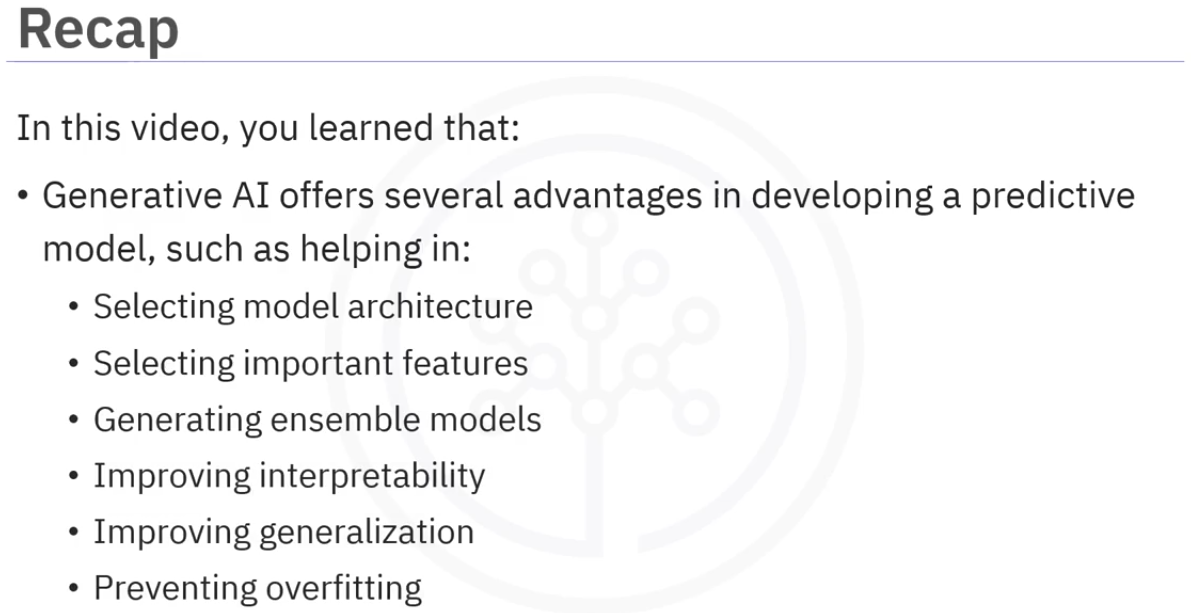 Recap
In this video, you learned that:
• Generative AI offers several advantages in developing a predictive
model, such as helping in:
• Selecting model architecture
• Selecting important features
• Generating ensemble models
• Improving interpretability
• Improving generalization
• Preventing overfitting